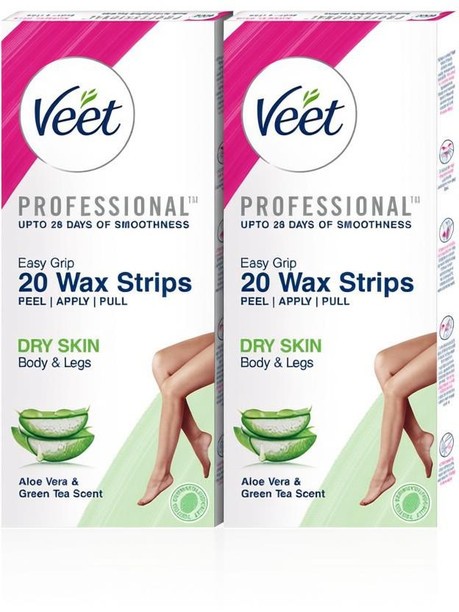 Veet
PROFESSIONAL™
UPTO 28 DAYS OF SMOOTHNESS
Easy Grip
20 Wax Strips
PEEL | APPLY | PULL
DRY SKIN
Body & Legs
Aloe Vera &
Green Tea Scent
Veet
PROFESSIONAL™
UPTO 28 DAYS OF SMOOTHNESS
Easy Grip
20 Wax Strips
PEEL | APPLY | PULL
DRY SKIN
Body & Legs
Aloe Vera &
Green Tea Scent